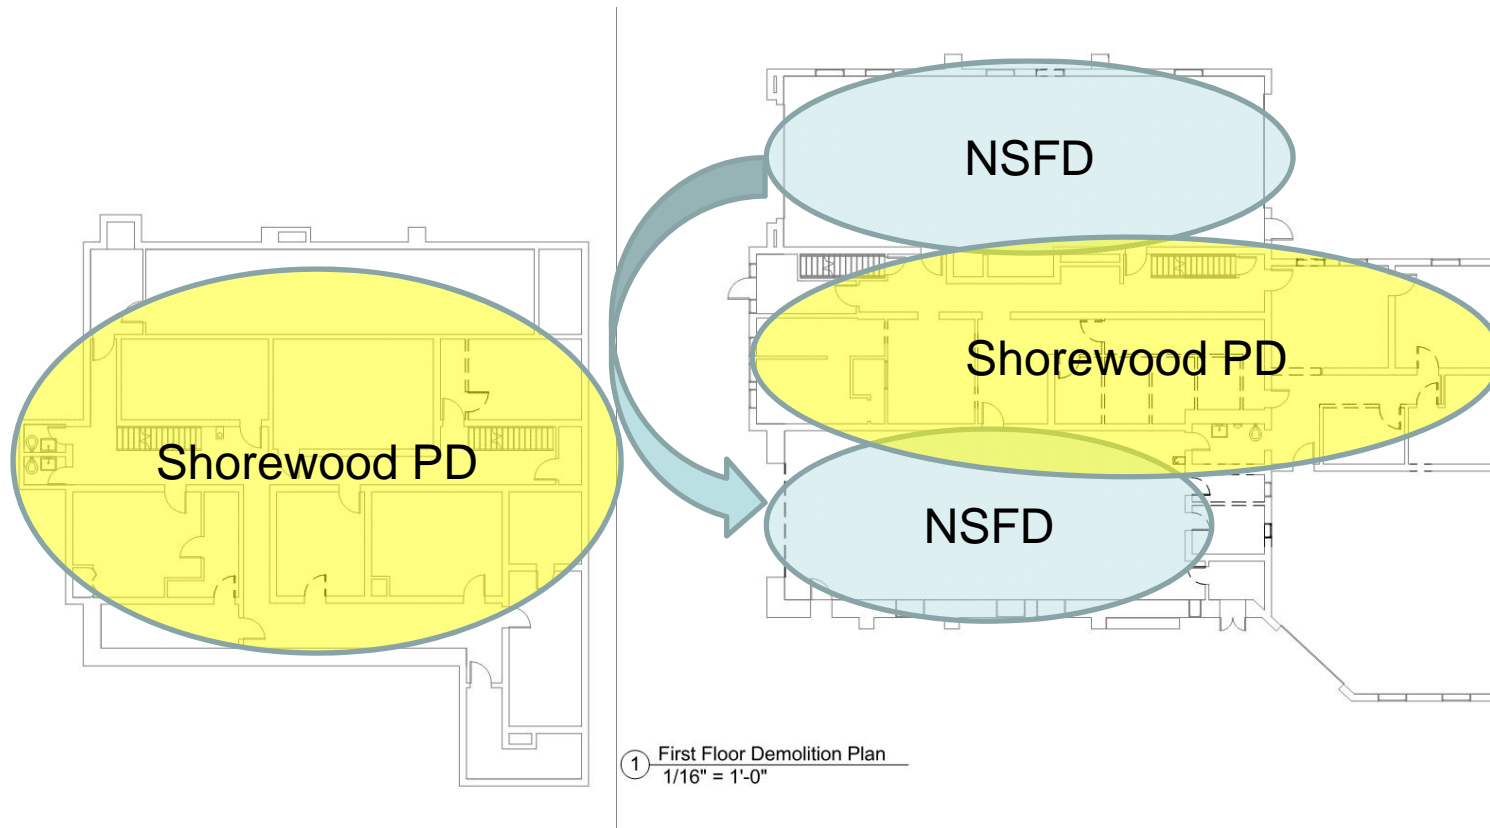 NSFD
Shorewood PD
Shorewood PD
NSFD
1 First Floor Demolition Plan
1/16" = 1'-0"